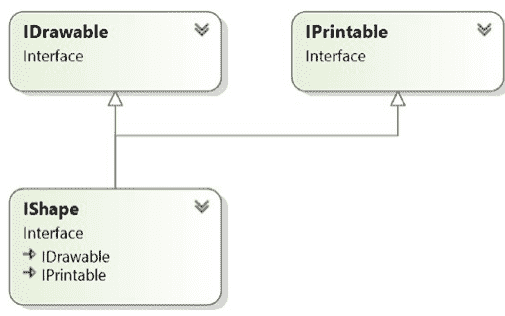 IDrawable
Interface
IPrintable
Interface
IShape
Interface
IDrawable
IPrintable